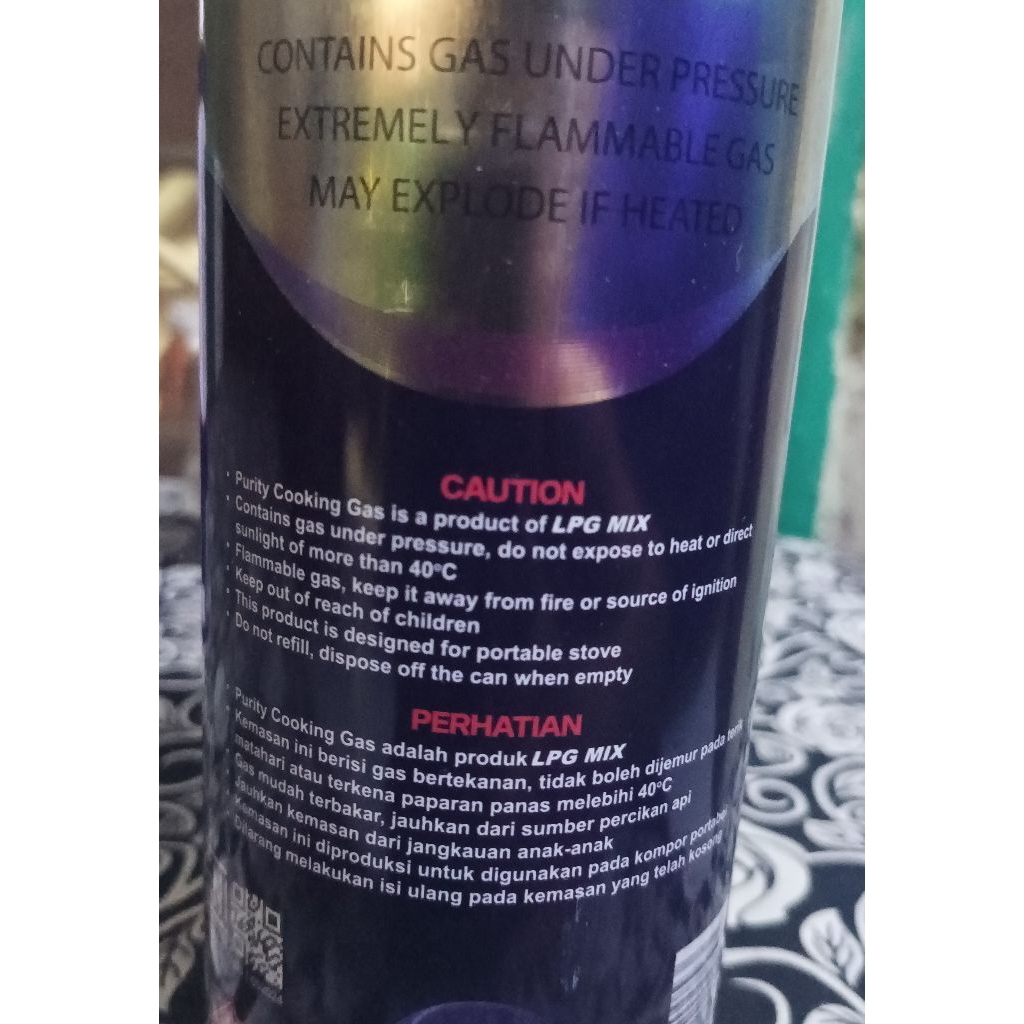 CONTAINS GAS UNDER PRESSURE
EXTREMELY FLAMMABLE GAS
MAY EXPLODE IF HEATED
CAUTION
· Purity Cooking Gas is a product of LPG MIX
· Contains gas under pressure, do not expose to heat or direct
sunlight of more than 40°C
· Flammable gas, keep it away from fire or source of ignition
· Keep out of reach of children
· This product is designed for portable stove
· Do not refill, dispose off the can when empty
PERHATIAN
· Purity Cooking Gas adalah produk LPG MIX
· Kemasan ini berisi gas bertekanan, tidak boleh dijemur pada terik
matahari atau terkena paparan panas melebihi 40°C
· Gas mudah terbakar, jauhkan dari sumber percikan api
· Jauhkan kemasan dari jangkauan anak-anak
· Kemasan ini diproduksi untuk digunakan pada kompor portabel
· Dilarang melakukan isi ulang pada kemasan yang telah kosong